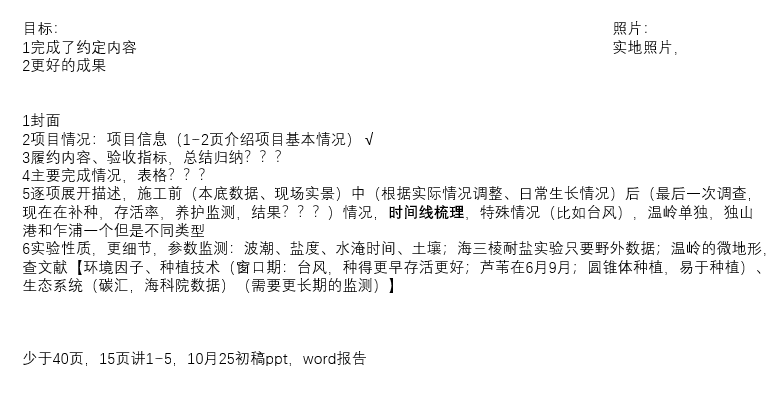 目标：
1完成了约定内容
2更好的成果
照片：
实地照片，
1封面
2项目情况：项目信息（1-2页介绍项目基本情况）√
3履约内容、验收指标，总结归纳？？？
4主要完成情况，表格？？？
5逐项展开描述，施工前（本底数据、现场实景）中（根据实际情况调整、日常生长情况）后（最后一次调查，
现在在补种，存活率，养护监测，结果？？？）情况，时间线梳理，特殊情况（比如台风），温岭单独，独山
港和乍浦一个但是不同类型
6实验性质，更细节，参数监测：波潮、盐度、水淹时间、土壤；海三棱耐盐实验只要野外数据；温岭的微地形，
查文献【环境因子、种植技术（窗口期：台风，种得更早存活更好；芦苇在6月9月；圆锥体种植，易于种植）、
生态系统（碳汇，海科院数据）（需要更长期的监测）】
少于40页，15页讲1-5，10月25初稿ppt，word报告